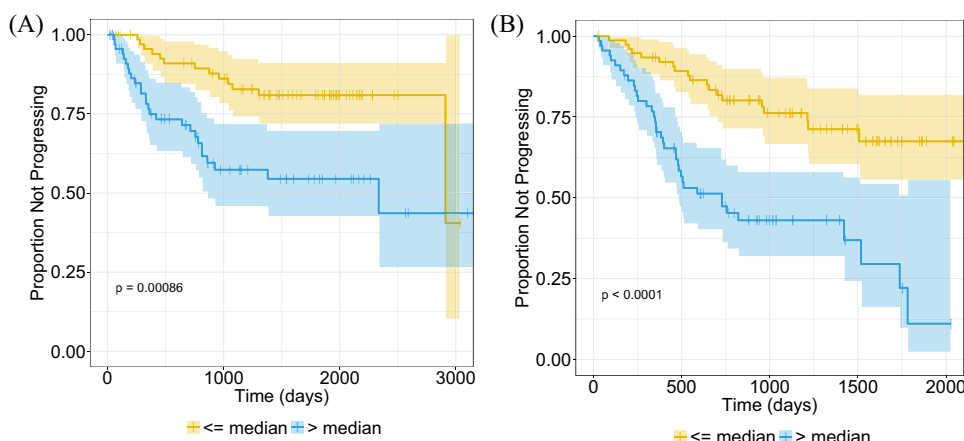 (A)
Proportion Not Progressing
1.00
0.75
0.50
0.25
0.00
p = 0.00086
0
1000
2000
3000
Time (days)
<= median > median
(B)
Proportion Not Progressing
1.00
0.75
0.50
0.25
0.00
p < 0.0001
0
500
1000
1500
2000
Time (days)
<= median > median